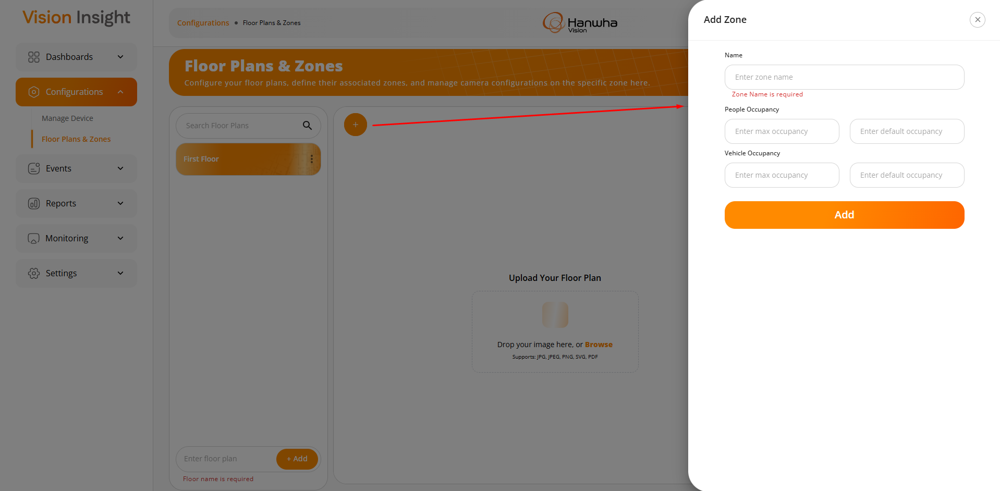 Vision Insight
Dashboards
Configurations
Manage Device
Floor Plans & Zones
Events
Reports
Monitoring
Settings
Configurations • Floor Plans & Zones
Hanwha
Vision
Floor Plans & Zones
Configure your floor plans, define their associated zones, and manage camera configurations on the specific zone here.
Search Floor Plans
+
First Floor
Upload Your Floor Plan
Drop your image here, or Browse
Supports: JPG, JPEG, PNG, SVG, PDF
Enter floor plan
+ Add
Floor name is required
Add Zone
Name
Enter zone name
Zone Name is required
People Occupancy
Enter max occupancy
Enter default occupancy
Vehicle Occupancy
Enter max occupancy
Enter default occupancy
Add